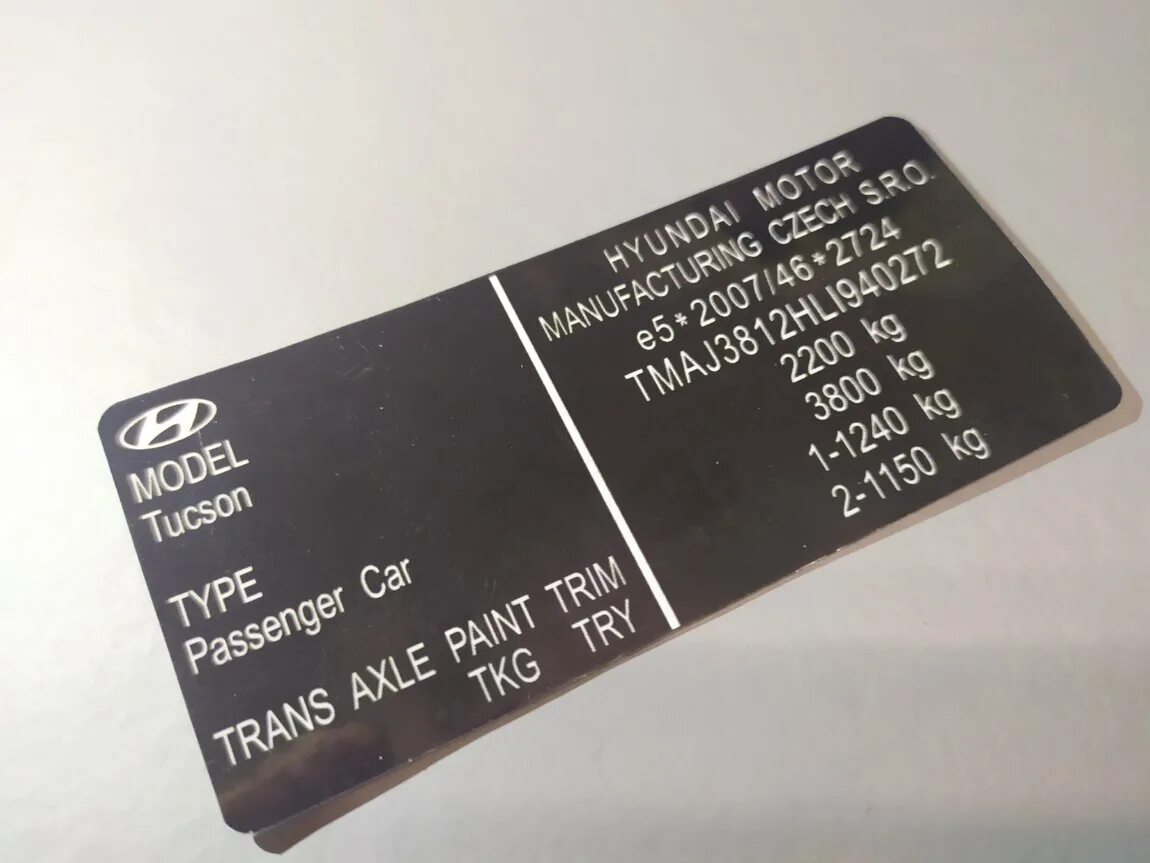 MODEL
Tucson
TYPE
Passenger Car
TRANS AXLE PAINT TRIM
TKG TRY
HYUNDAI MOTOR
MANUFACTURING CZECH S.R.O.
e5*2007/46*2724
TMAJ3812HLI940272
2200 kg
3800 kg
1-1240 kg
2-1150 kg